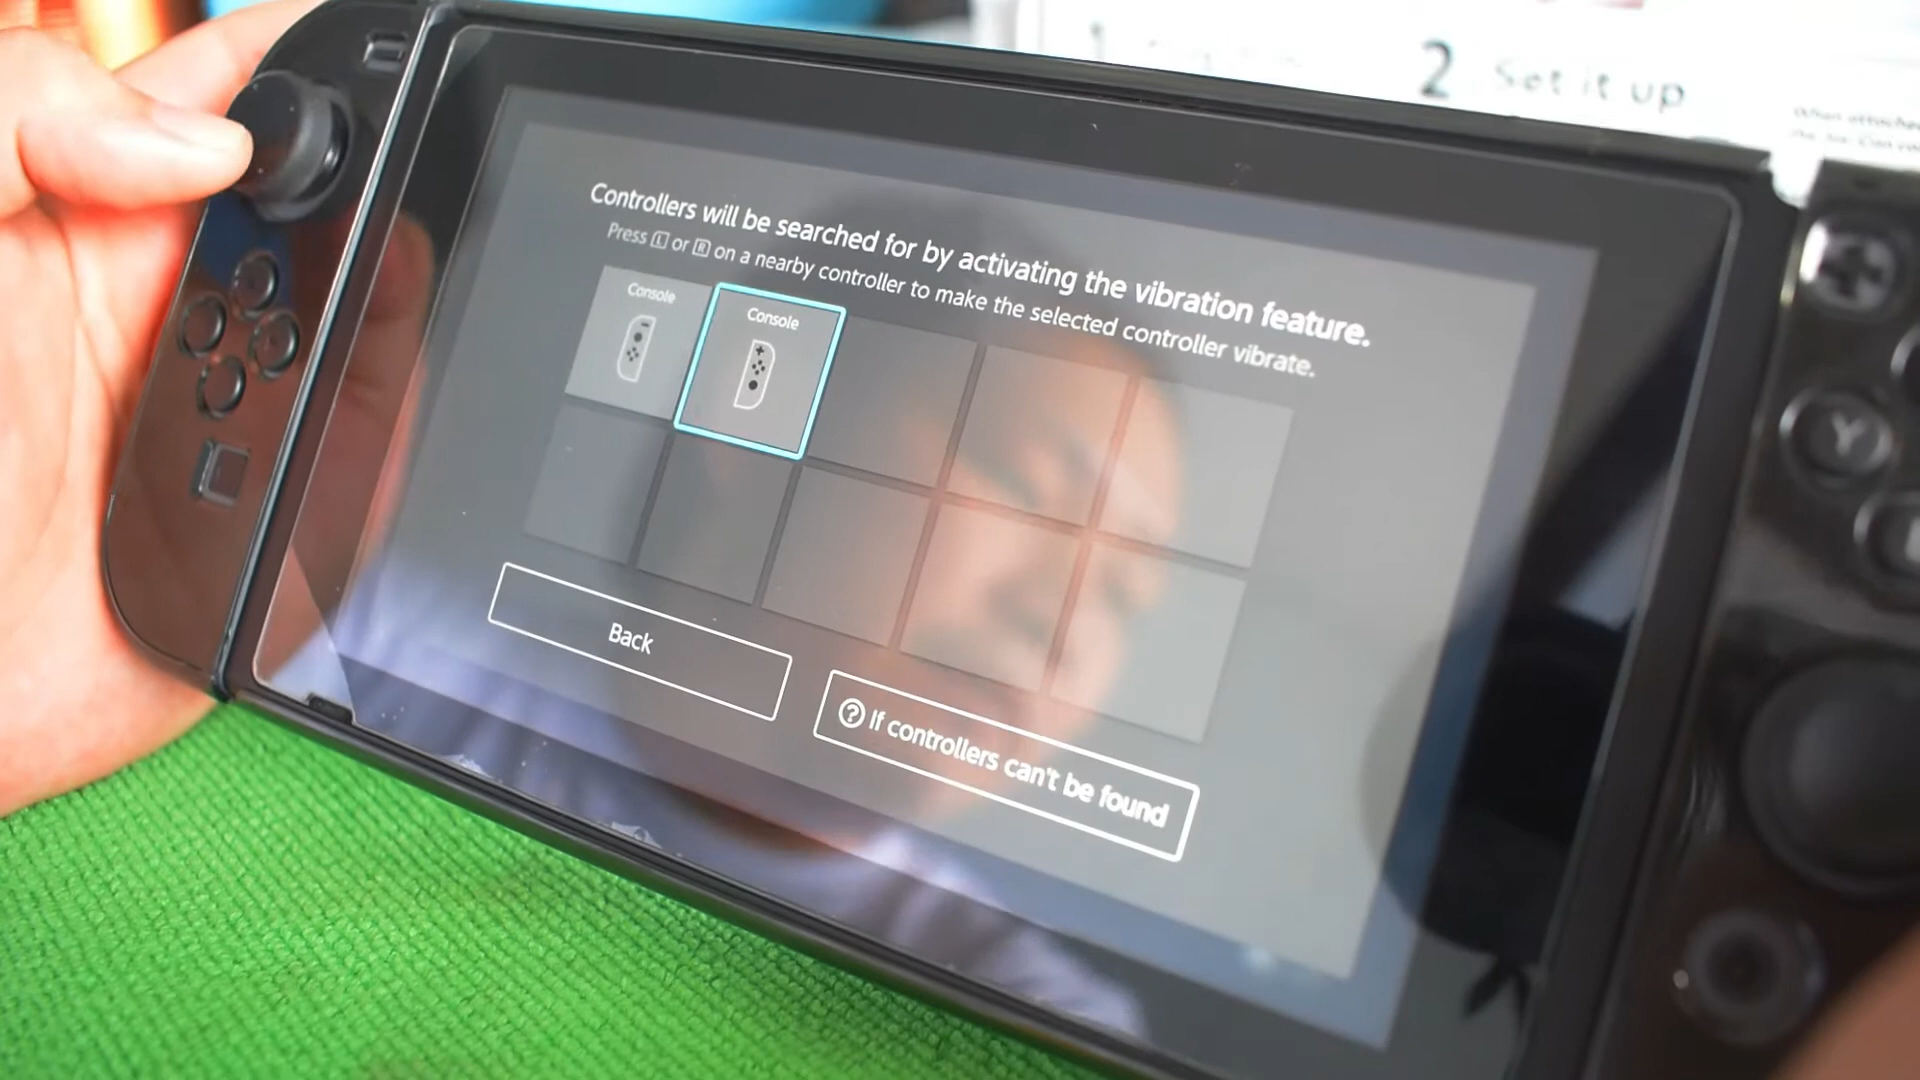 2 Set it up
Controllers will be searched for by activating the vibration feature.
Press L or R on a nearby controller to make the selected controller vibrate.
Console
Console
Back
? If controllers can't be found
Y